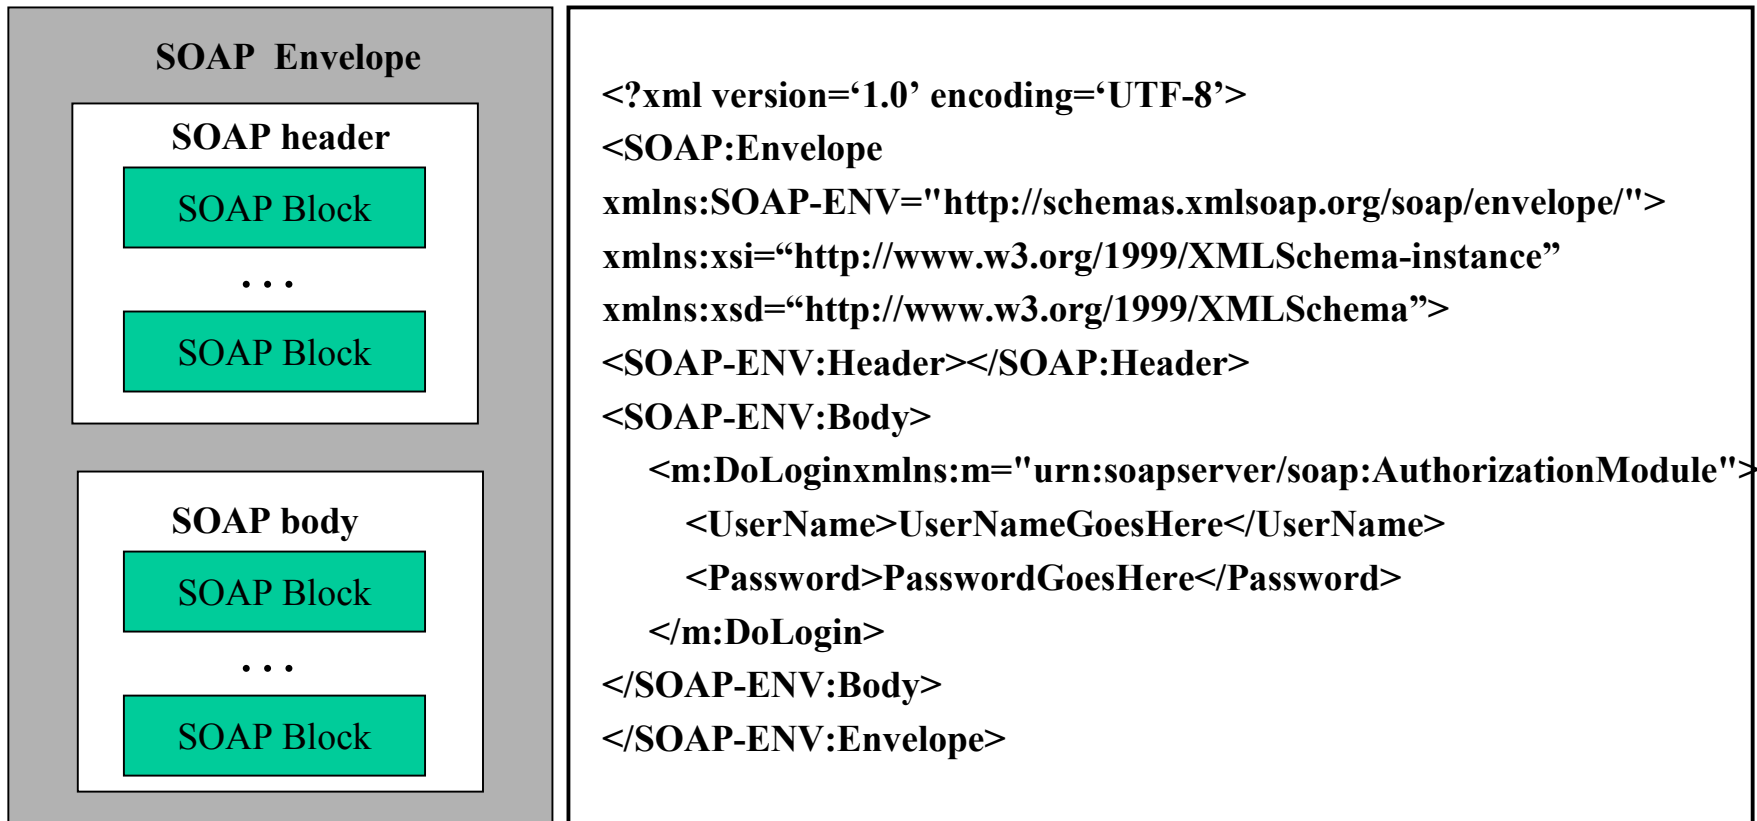 SOAP Envelope
SOAP header
SOAP Block
. . .
SOAP Block
SOAP body
SOAP Block
. . .
SOAP Block
<?xml version=‘1.0’ encoding=‘UTF-8’>
<SOAP:Envelope
xmlns:SOAP-ENV="http://schemas.xmlsoap.org/soap/envelope/">
xmlns:xsi=“http://www.w3.org/1999/XMLSchema-instance”
xmlns:xsd=“http://www.w3.org/1999/XMLSchema”>
<SOAP-ENV:Header></SOAP:Header>
<SOAP-ENV:Body>
<m:DoLoginxmlns:m="urn:soapserver/soap:AuthorizationModule">
<UserName>UserNameGoesHere</UserName>
<Password>PasswordGoesHere</Password>
</m:DoLogin>
</SOAP-ENV:Body>
</SOAP-ENV:Envelope>